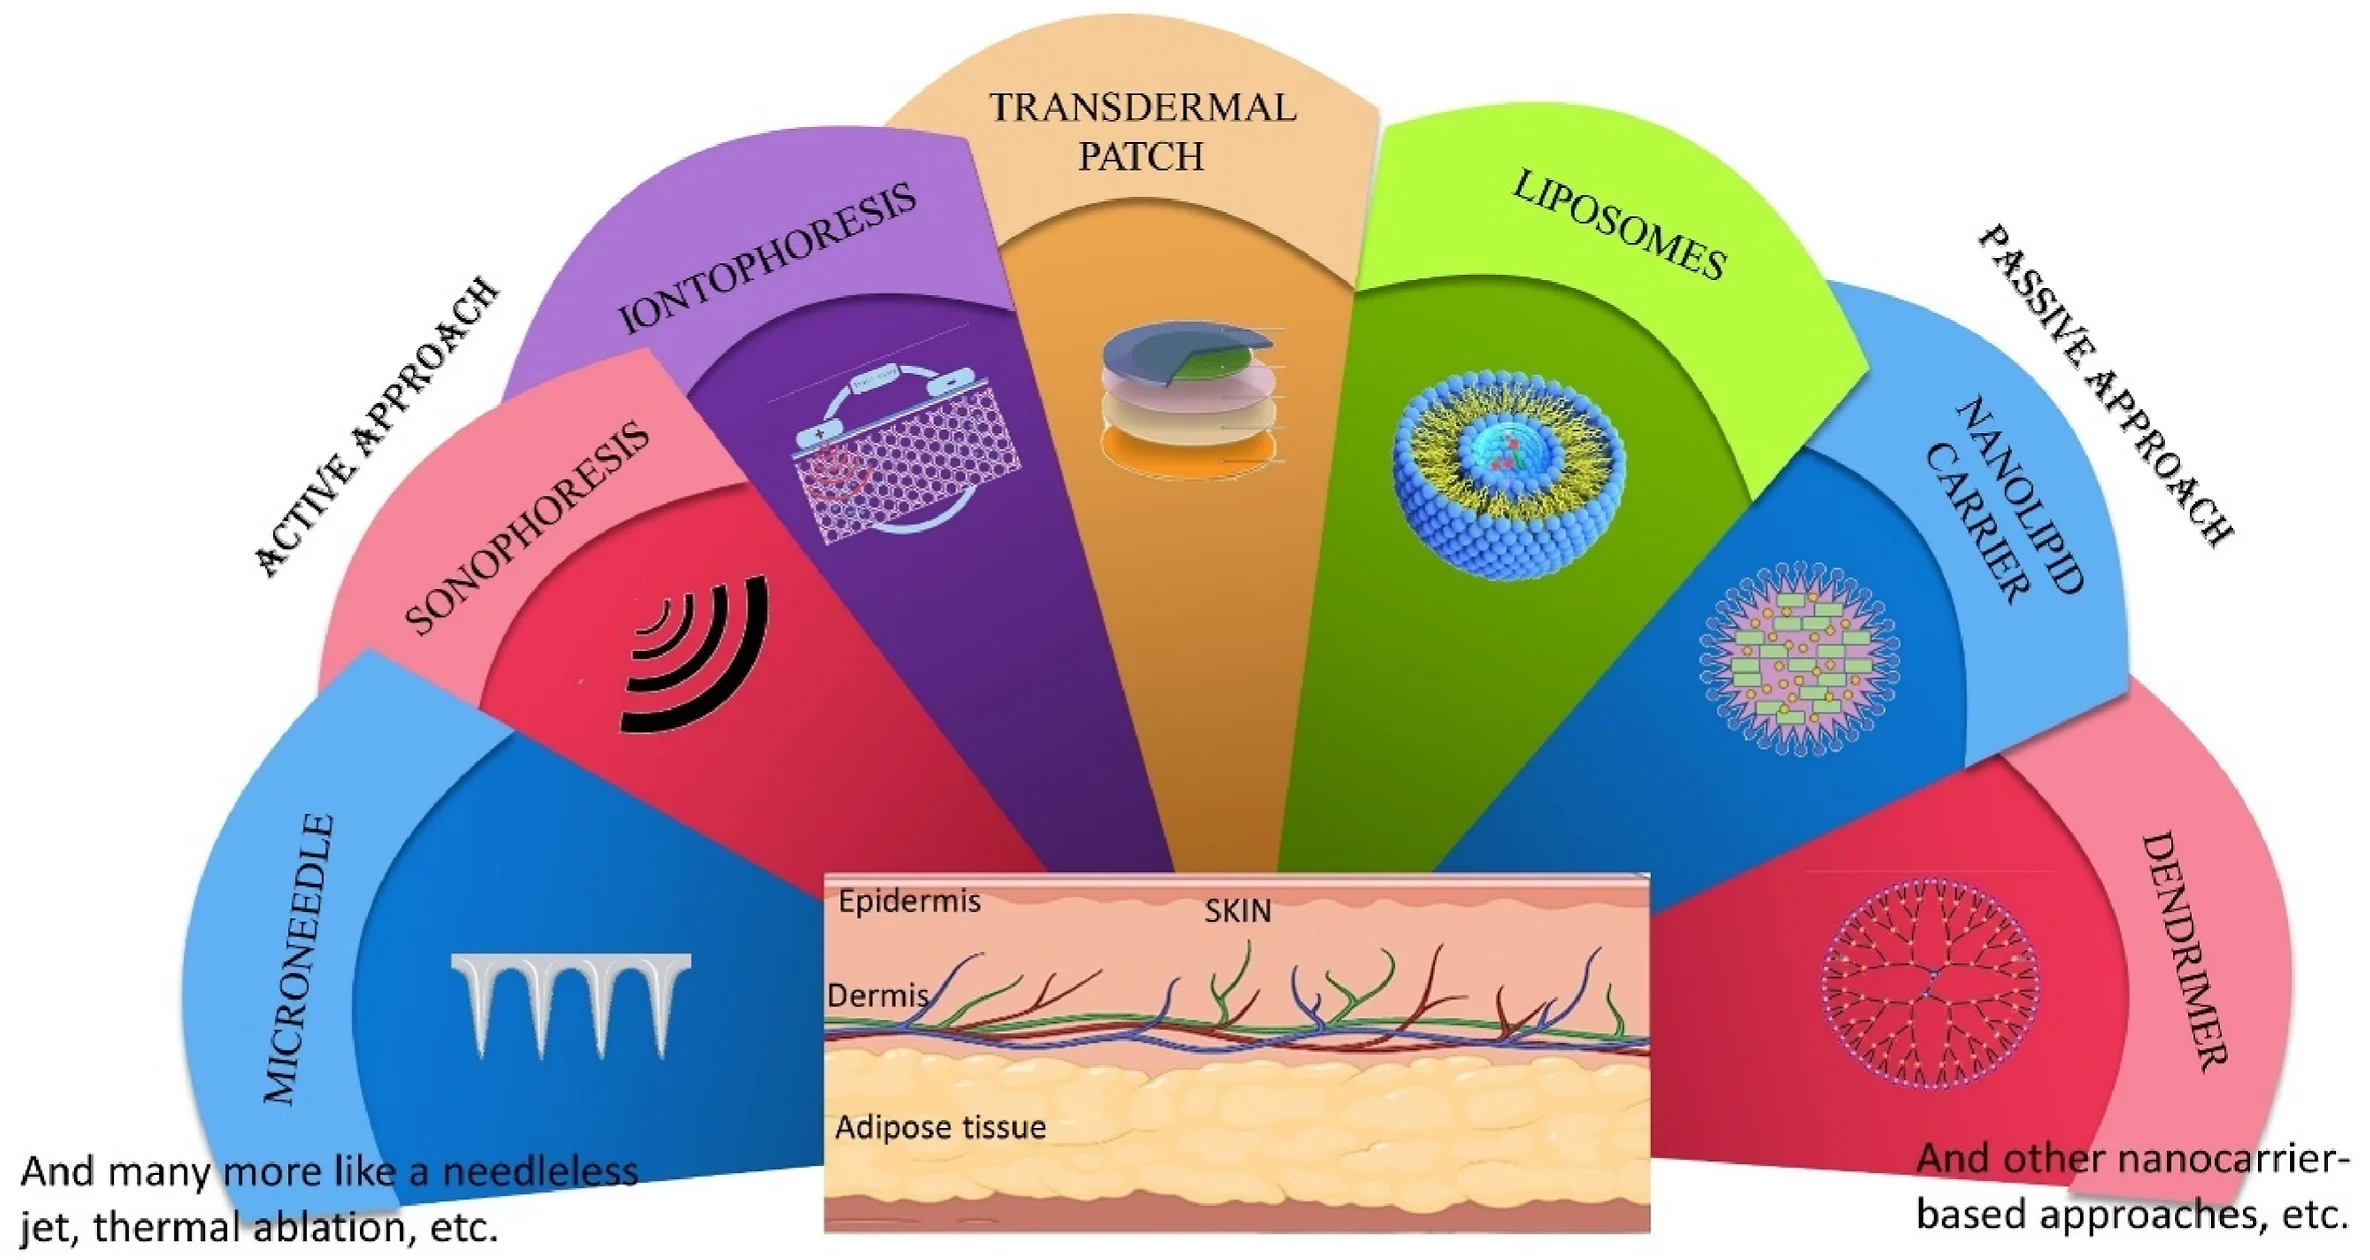 TRANSDERMAL
PATCH
IONTOPHORESIS
LIPOSOMES
ACTIVE APPROACH
PASSIVE APPROACH
SONOPHORESIS
NANOLIPID
CARRIER
MICRONEEDLE
DENDRIMER
+
-
Epidermis
SKIN
Dermis
Adipose tissue
And many more like a needleless
jet, thermal ablation, etc.
And other nanocarrier-
based approaches, etc.